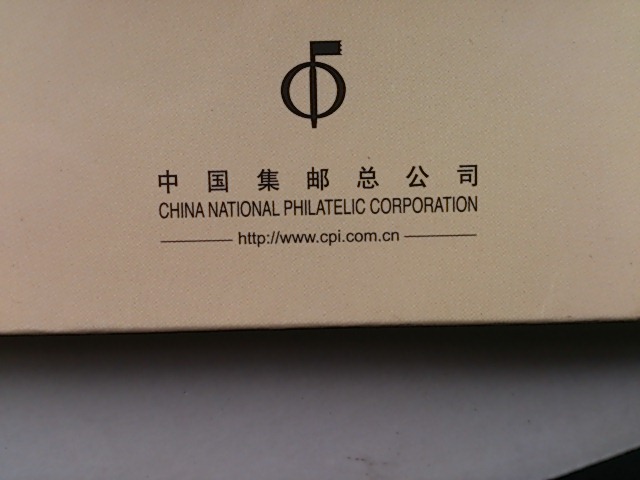 中国集邮总公司
CHINA NATIONAL PHILATELIC CORPORATION
http://www.cpi.com.cn